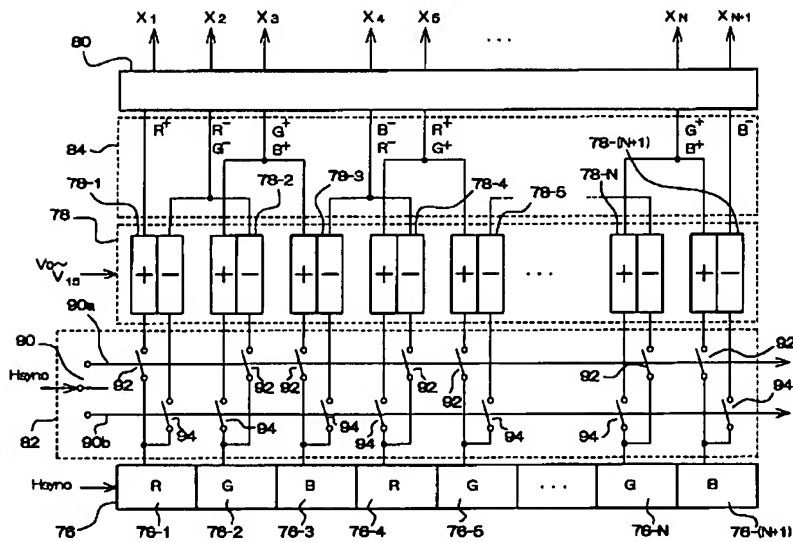 X1 X2 X3 X4 X5 ... XN XN+1
80
R+ R- G+ B- R+ G+ B-
G- B+ R- G+ B+
84
78-1 78-2 78-3 78-4 78-5 78-N 78-(N+1)
78
+ - + - + - + - + - ... + - + -
V0~V15
90a
90
92 92 92 92 92 92 92
Hsync
94 94 94 94 94 94 94
82
90b
Hsync R G B R G ... G B
76
76-1 76-2 76-3 76-4 76-5 76-N 76-(N+1)